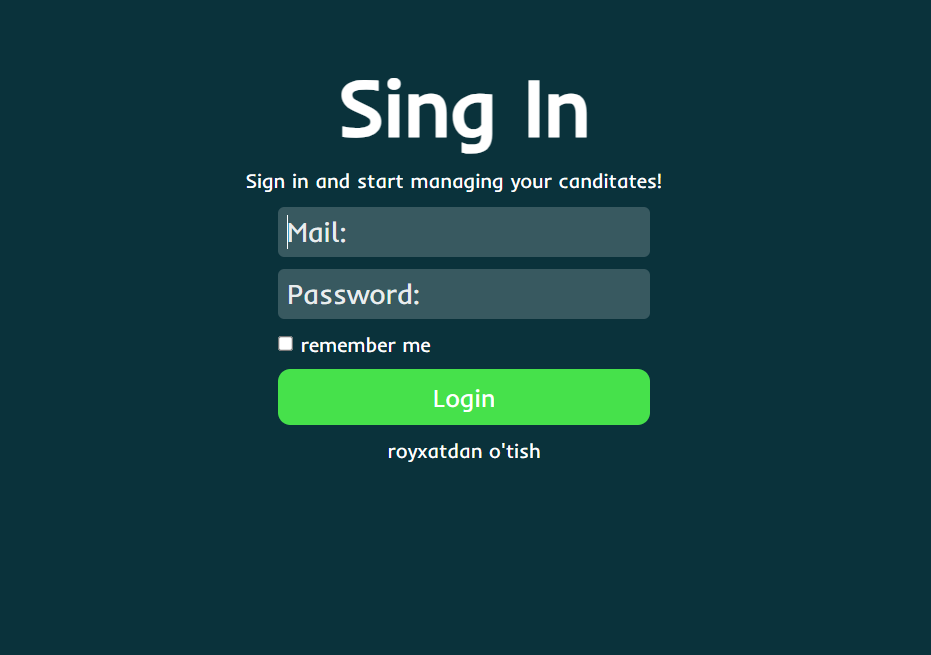 Sing In
Sign in and start managing your canditates!
Mail:
Password:
remember me
Login
royxatdan o'tish